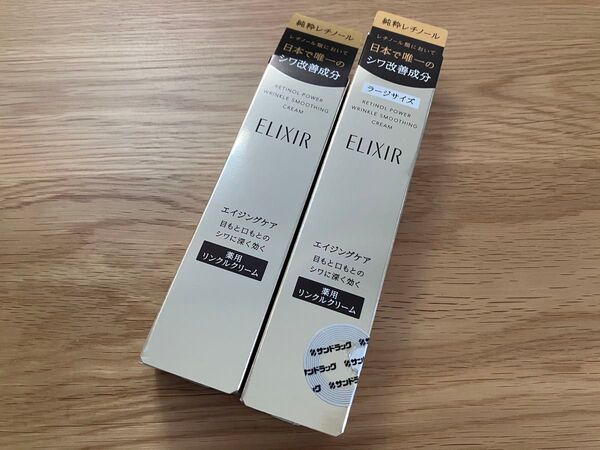 純粋レチノール
レチノール類において
日本で唯一の
シワ改善成分
RETINOL POWER
WRINKLE SMOOTHING
CREAM
ELIXIR
エイジングケア
目もと口もとの
シワに深く効く
薬用
リンクルクリーム
純粋レチノール
レチノール類において
日本で唯一の
シワ改善成分
ラージサイズ
RETINOL POWER
WRINKLE SMOOTHING
CREAM
ELIXIR
エイジングケア
目もと口もとの
シワに深く効く
薬用
リンクルクリーム
サンドラッグ
サンドラッグ